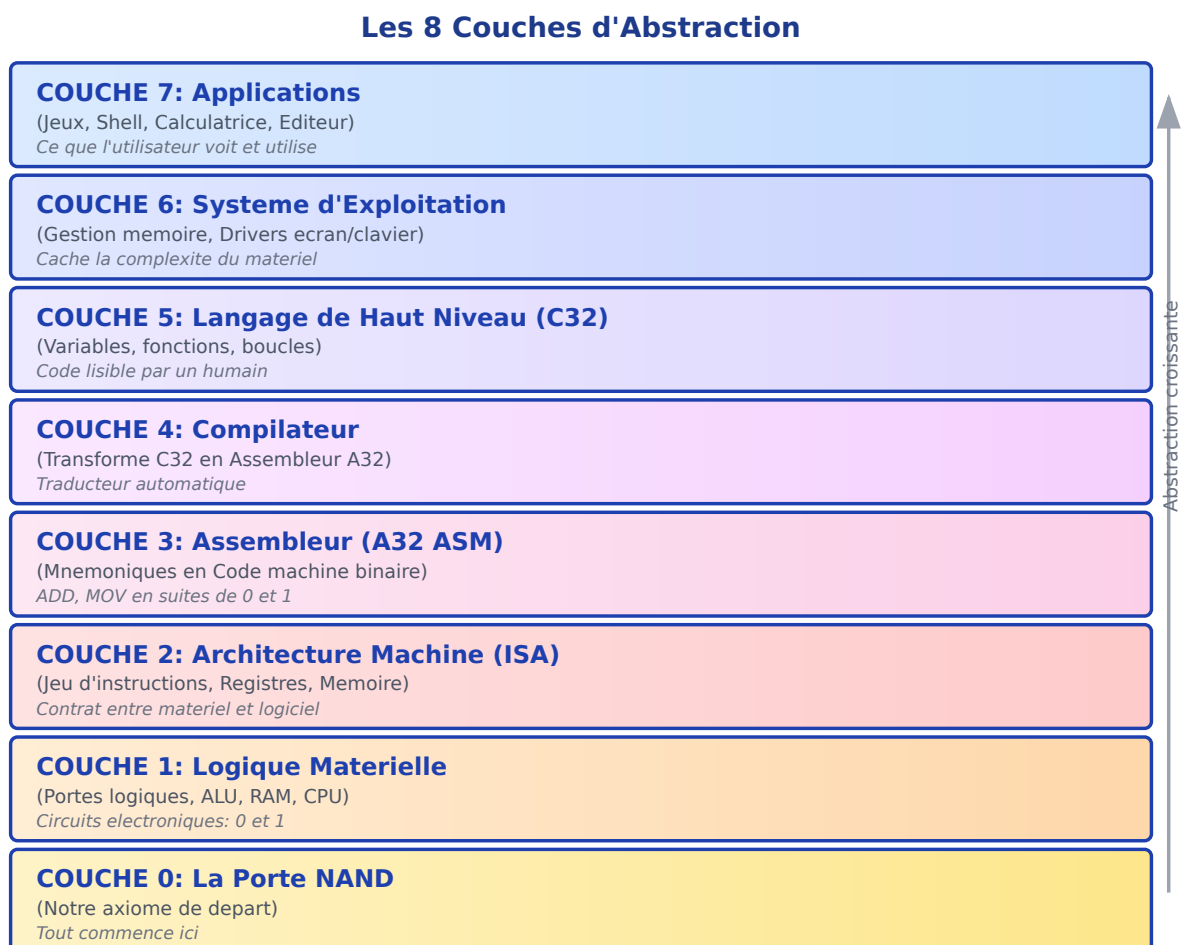 Les 8 Couches d'Abstraction
COUCHE 7: Applications
(Jeux, Shell, Calculatrice, Editeur)
Ce que l'utilisateur voit et utilise
COUCHE 6: Systeme d'Exploitation
(Gestion memoire, Drivers ecran/clavier)
Cache la complexite du materiel
COUCHE 5: Langage de Haut Niveau (C32)
(Variables, fonctions, boucles)
Code lisible par un humain
COUCHE 4: Compilateur
(Transforme C32 en Assembleur A32)
Traducteur automatique
COUCHE 3: Assembleur (A32 ASM)
(Mnemoniques en Code machine binaire)
ADD, MOV en suites de 0 et 1
COUCHE 2: Architecture Machine (ISA)
(Jeu d'instructions, Registres, Memoire)
Contrat entre materiel et logiciel
COUCHE 1: Logique Materielle
(Portes logiques, ALU, RAM, CPU)
Circuits electroniques: 0 et 1
COUCHE 0: La Porte NAND
(Notre axiome de depart)
Tout commence ici
Abstraction croissante